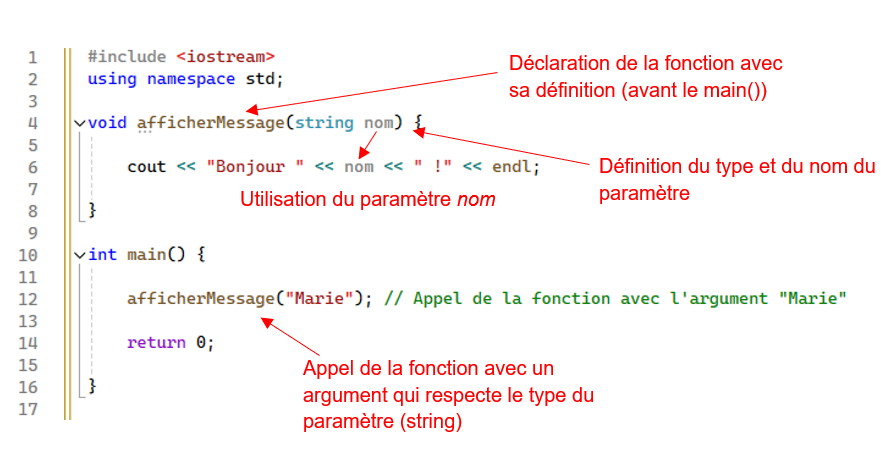 1 #include <iostream>
2 using namespace std;
3
4 void afficherMessage(string nom) {
5
6 cout << "Bonjour " << nom << " !" << endl;
7
8 }
9
10 int main() {
11
12 afficherMessage("Marie"); // Appel de la fonction avec l'argument "Marie"
13
14 return 0;
15
16 }
17
Déclaration de la fonction avec
sa définition (avant le main())
Définition du type et du nom du
paramètre
Utilisation du paramètre nom
Appel de la fonction avec un
argument qui respecte le type du
paramètre (string)